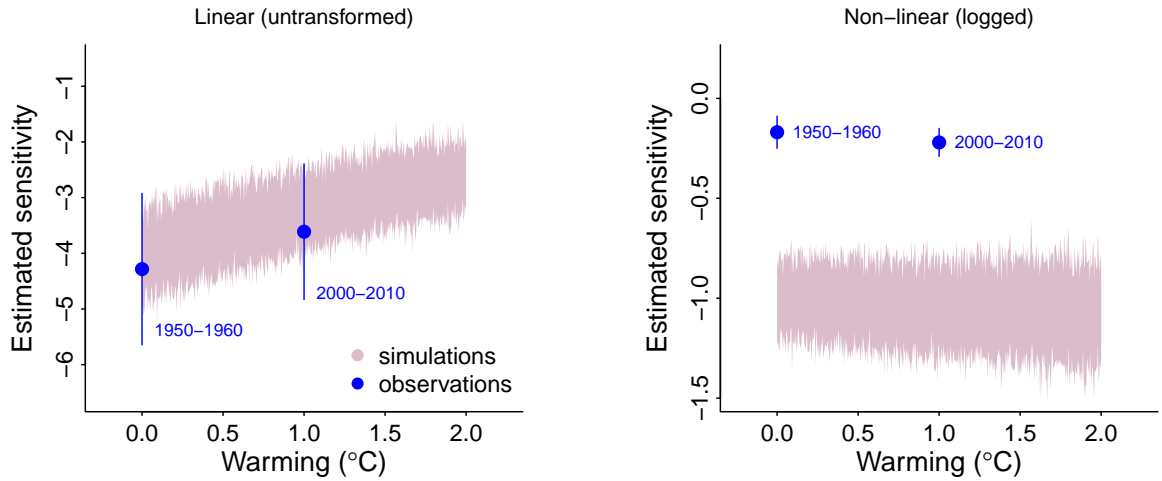 Linear (untransformed)
Estimated sensitivity
−1
−2
−3
−4
−5
−6
1950−1960
2000−2010
simulations
observations
0.0 0.5 1.0 1.5 2.0
Warming (°C)
Non−linear (logged)
Estimated sensitivity
0.0
−0.5
−1.0
−1.5
1950−1960
2000−2010
0.0 0.5 1.0 1.5 2.0
Warming (°C)